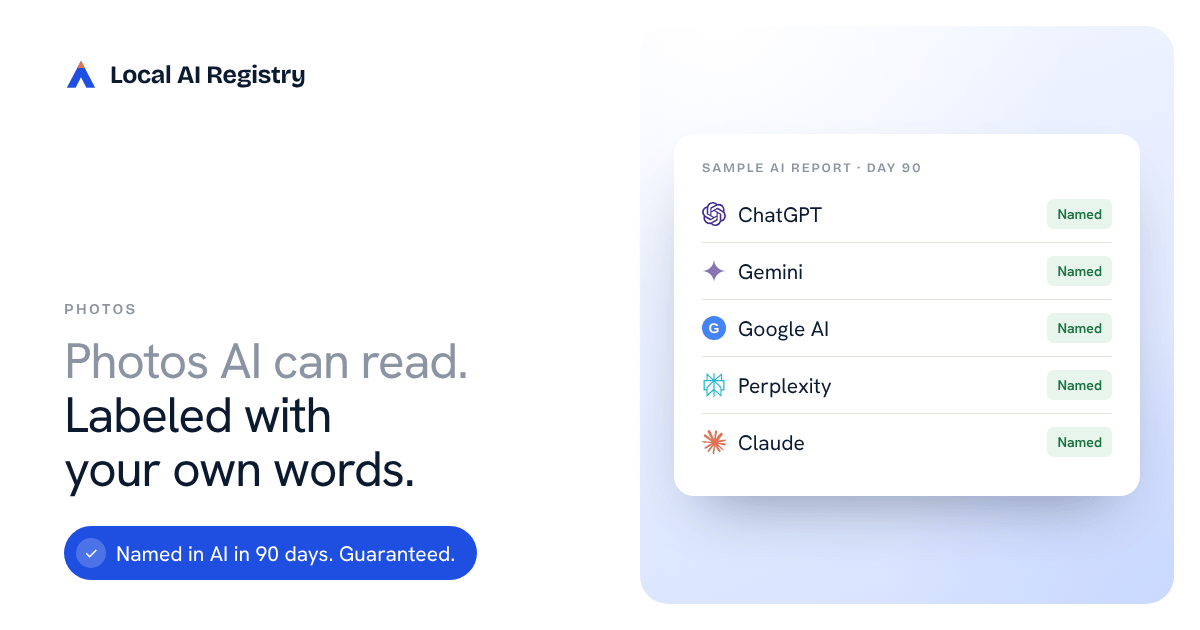 Local AI Registry
PHOTOS
Photos AI can read.
Labeled with
your own words.
Named in AI in 90 days. Guaranteed.
SAMPLE AI REPORT · DAY 90
ChatGPT Named
Gemini Named
G Google AI Named
Perplexity Named
Claude Named